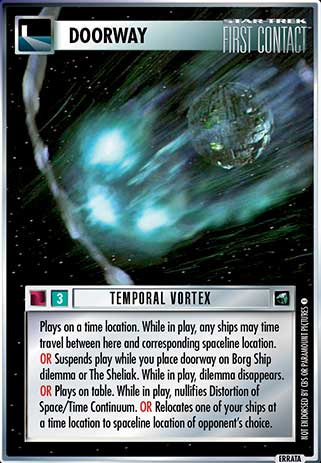 DOORWAY
STAR TREK
FIRST CONTACT
3 TEMPORAL VORTEX
Plays on a time location. While in play, any ships may time
travel between here and corresponding spaceline location.
OR Suspends play while you place doorway on Borg Ship
dilemma or The Sheliak. While in play, dilemma disappears.
OR Plays on table. While in play, nullifies Distortion of
Space/Time Continuum. OR Relocates one of your ships at
a time location to spaceline location of opponent's choice.
NOT ENDORSED BY CBS OR PARAMOUNT PICTURES
ERRATA